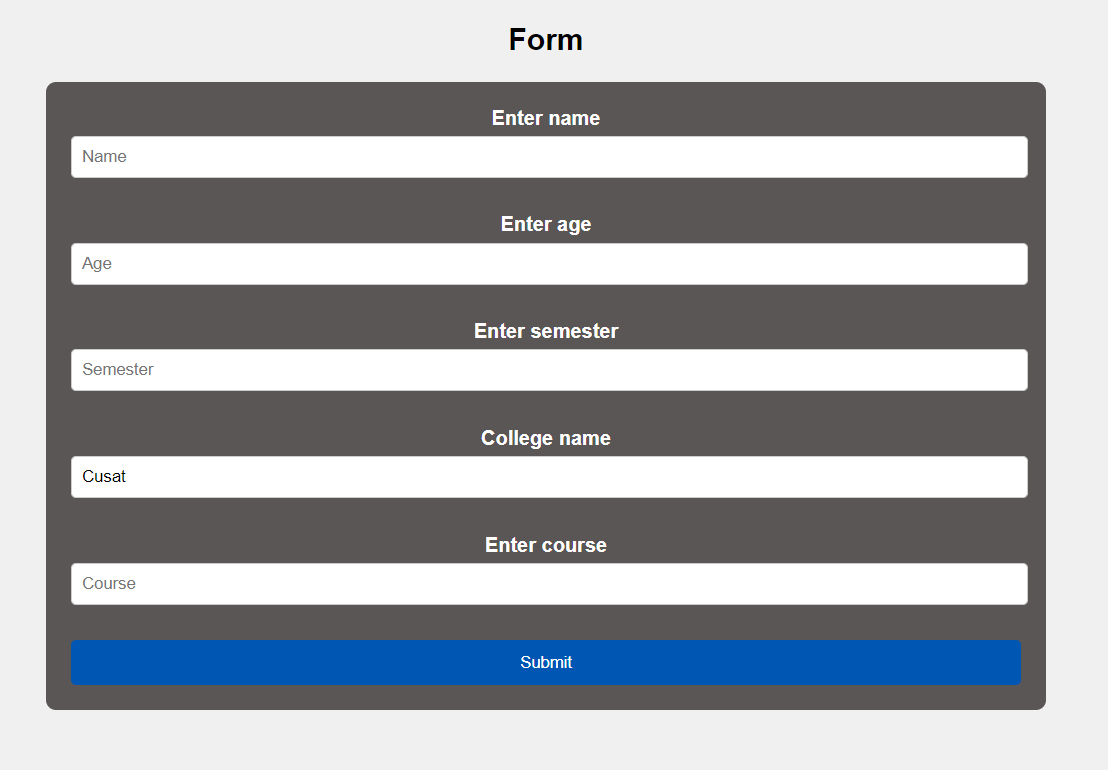 Form
Enter name
Name
Enter age
Age
Enter semester
Semester
College name
Cusat
Enter course
Course
Submit